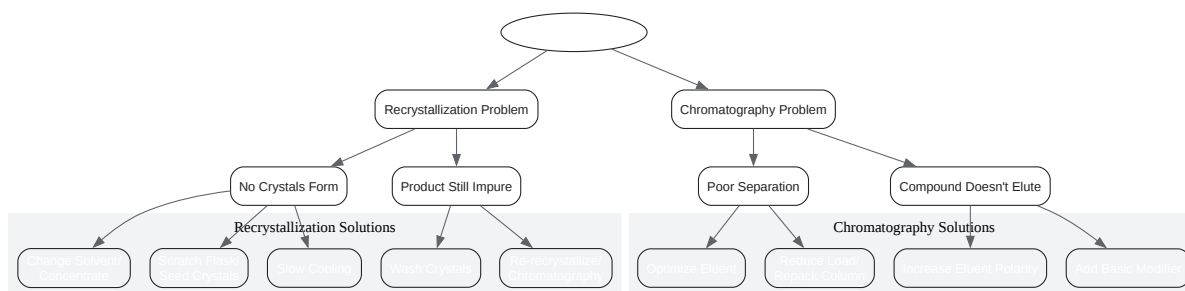 Recrystallization Problem
Chromatography Problem
No Crystals Form
Product Still Impure
Poor Separation
Compound Doesn't Elute
Recrystallization Solutions
Chromatography Solutions
Change Solvent/
Concentrate
Scratch Flask/
Seed Crystals
Slow Cooling
Wash Crystals
Re-recrystallize/
Chromatography
Optimize Eluent
Reduce Load/
Repack Column
Increase Eluent Polarity
Add Basic Modifier